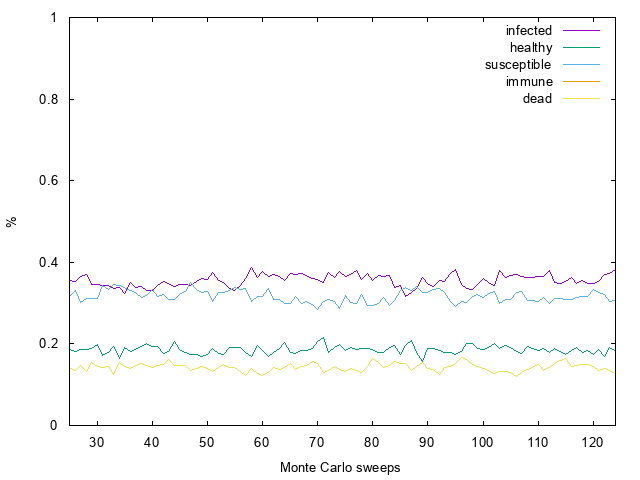 1
0.8
0.6
0.4
0.2
0
%
infected
healthy
susceptible
immune
dead
30 40 50 60 70 80 90 100 110 120
Monte Carlo sweeps